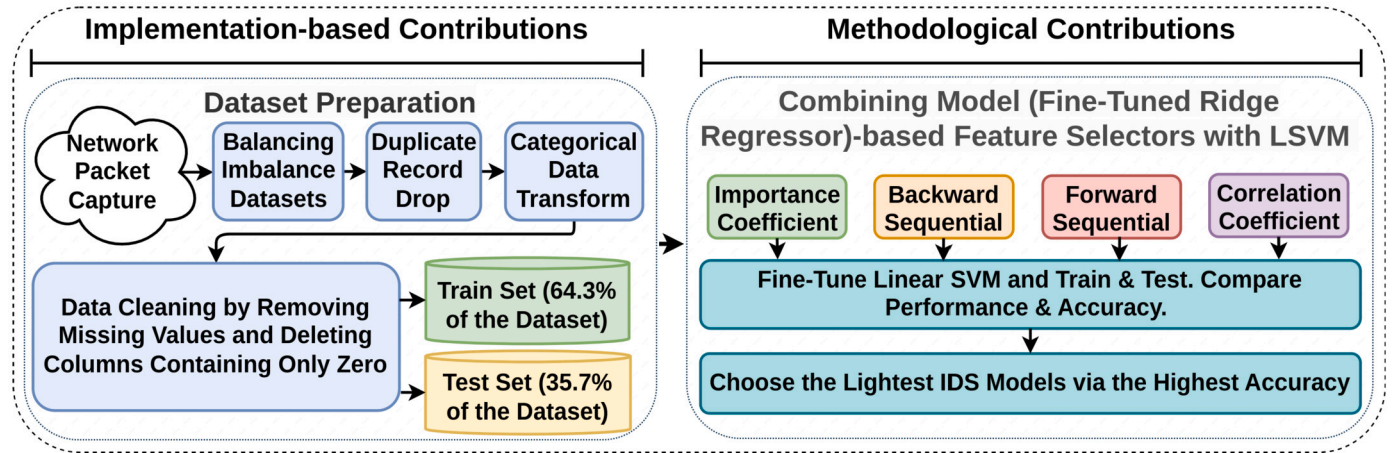 Implementation-based Contributions
Dataset Preparation
Network
Packet
Capture
Balancing
Imbalance
Datasets
Duplicate
Record
Drop
Categorical
Data
Transform
Data Cleaning by Removing
Missing Values and Deleting
Columns Containing Only Zero
Train Set (64.3%
of the Dataset)
Test Set (35.7%
of the Dataset)
Methodological Contributions
Combining Model (Fine-Tuned Ridge
Regressor)-based Feature Selectors with LSVM
Importance
Coefficient
Backward
Sequential
Forward
Sequential
Correlation
Coefficient
Fine-Tune Linear SVM and Train & Test. Compare
Performance & Accuracy.
Choose the Lightest IDS Models via the Highest Accuracy